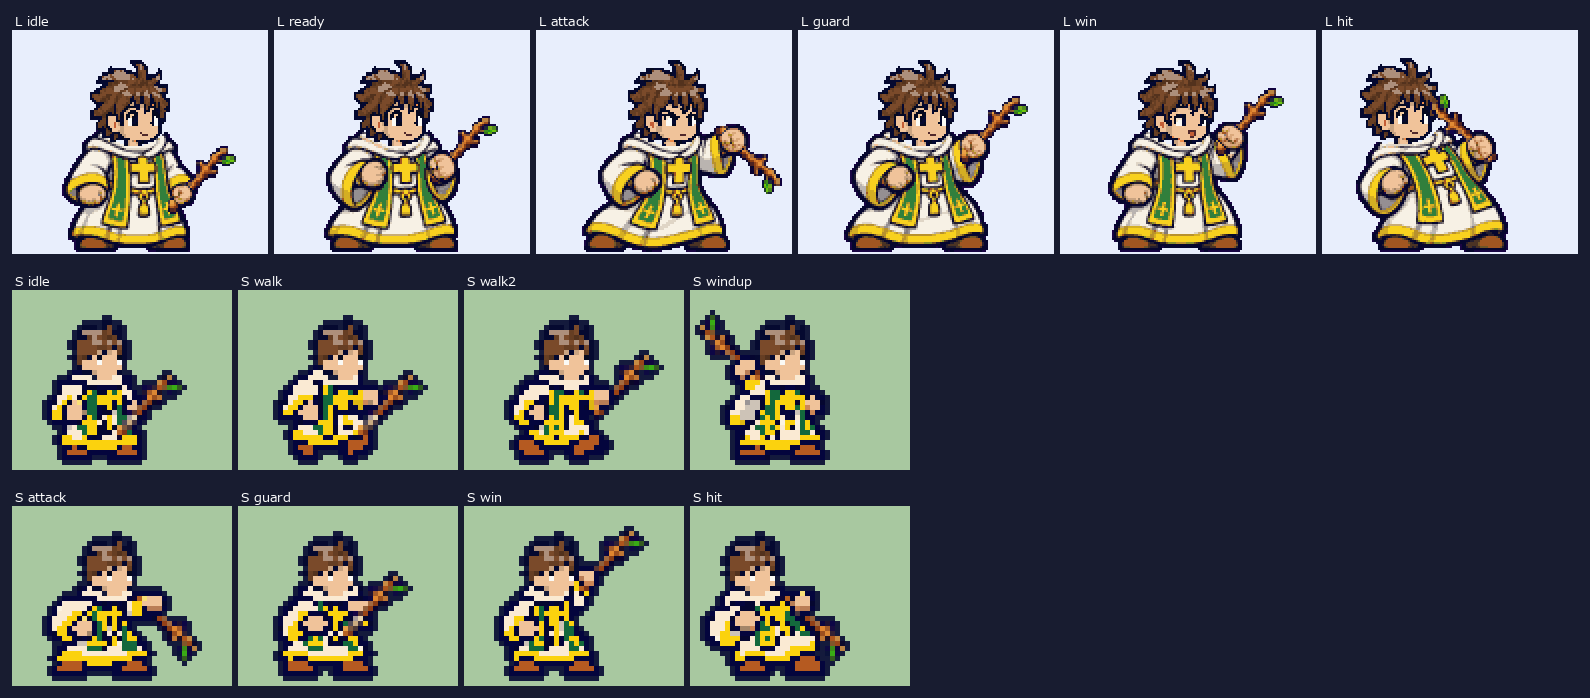 L idle
L ready
L attack
L guard
L win
L hit
S idle
S walk
S walk2
S windup
S attack
S guard
S win
S hit